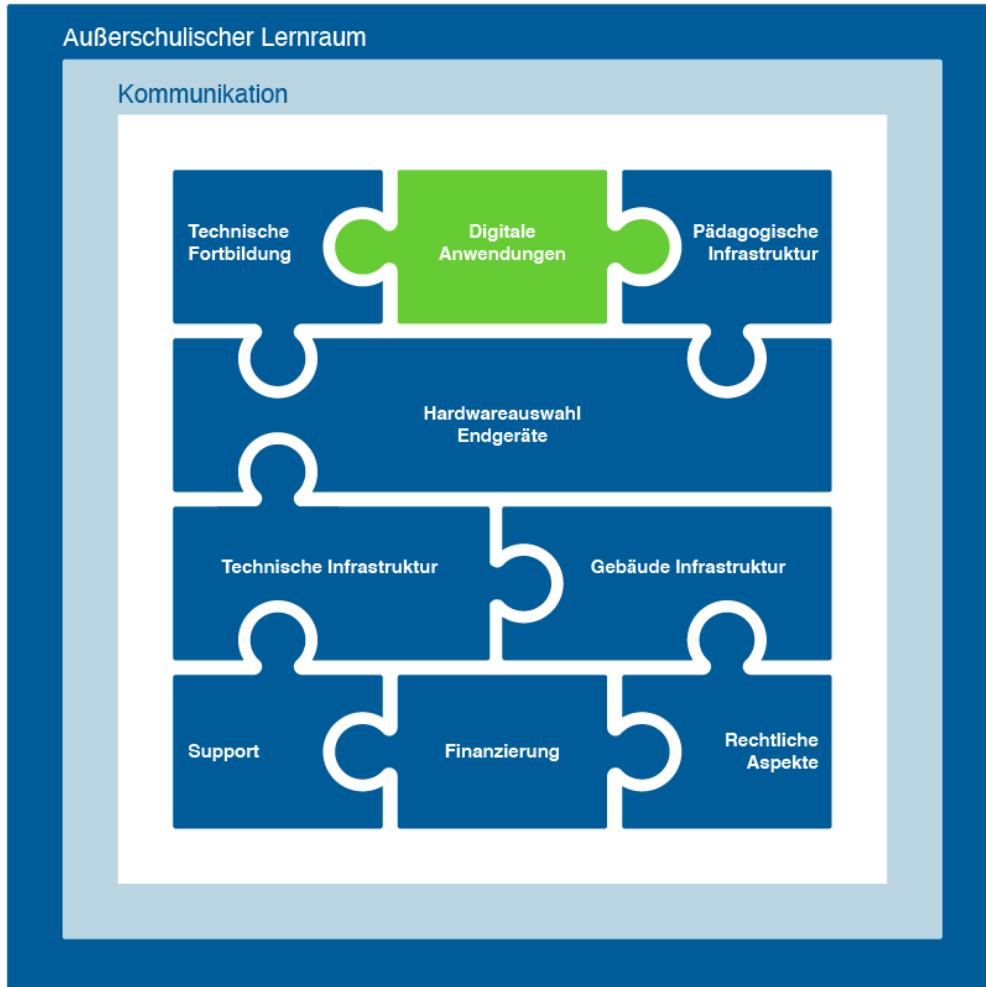 Außerschulischer Lernraum
Kommunikation
Technische
Fortbildung
Digitale
Anwendungen
Pädagogische
Infrastruktur
Hardwareauswahl
Endgeräte
Technische Infrastruktur
Gebäude Infrastruktur
Support
Finanzierung
Rechtliche
Aspekte